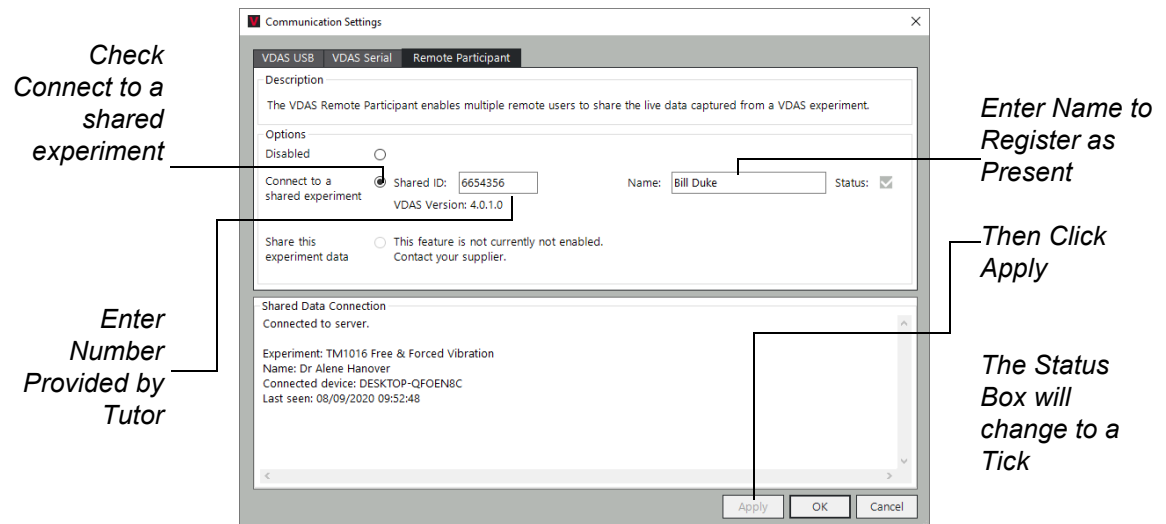 Communication Settings
VDAS USB VDAS Serial Remote Participant
Description
The VDAS Remote Participant enables multiple remote users to share the live data captured from a VDAS experiment.
Options
Disabled
Connect to a
shared experiment
Shared ID: 6654356
VDAS Version: 4.0.1.0
Name: Bill Duke
Status:
Share this
experiment data
This feature is not currently not enabled.
Contact your supplier.
Shared Data Connection
Connected to server.
Experiment: TM1016 Free & Forced Vibration
Name: Dr Alene Hanover
Connected device: DESKTOP-QFOEN8C
Last seen: 08/09/2020 09:52:48
Apply OK Cancel
Check
Connect to a
shared
experiment
Enter
Number
Provided by
Tutor
Enter Name to
Register as
Present
Then Click
Apply
The Status
Box will
change to a
Tick